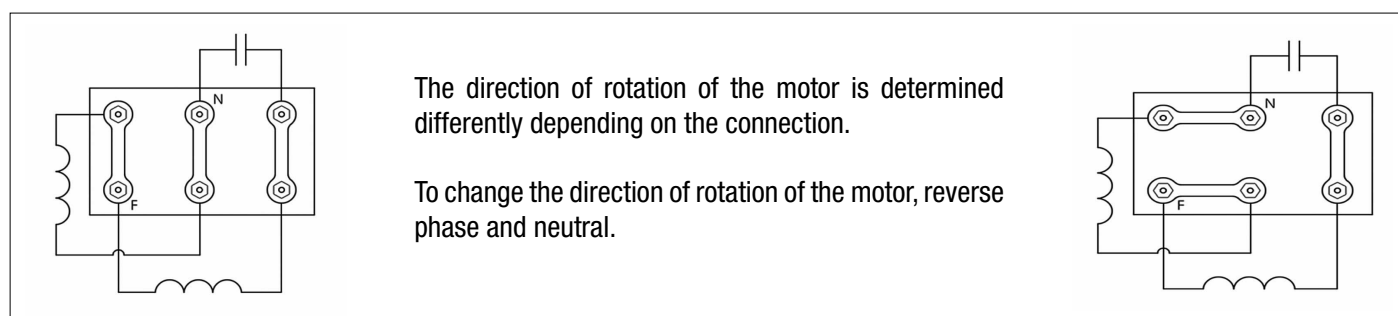 N
F
The direction of rotation of the motor is determined
differently depending on the connection.
To change the direction of rotation of the motor, reverse
phase and neutral.
N
F